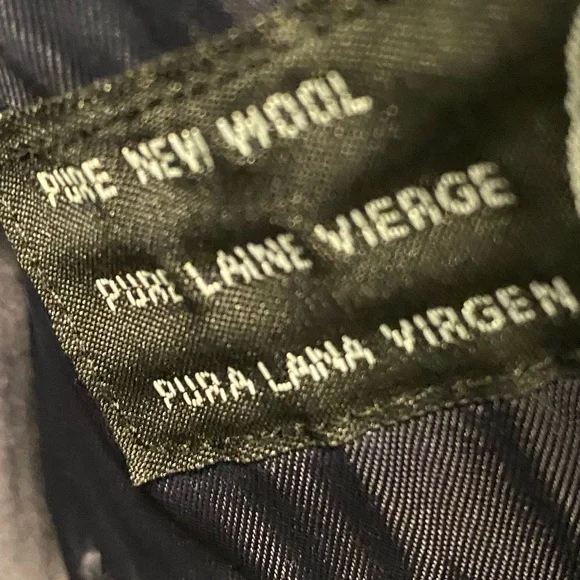 PURE NEW WOOL
PURE LAINE VIERGE
PURA LANA VIRGEN